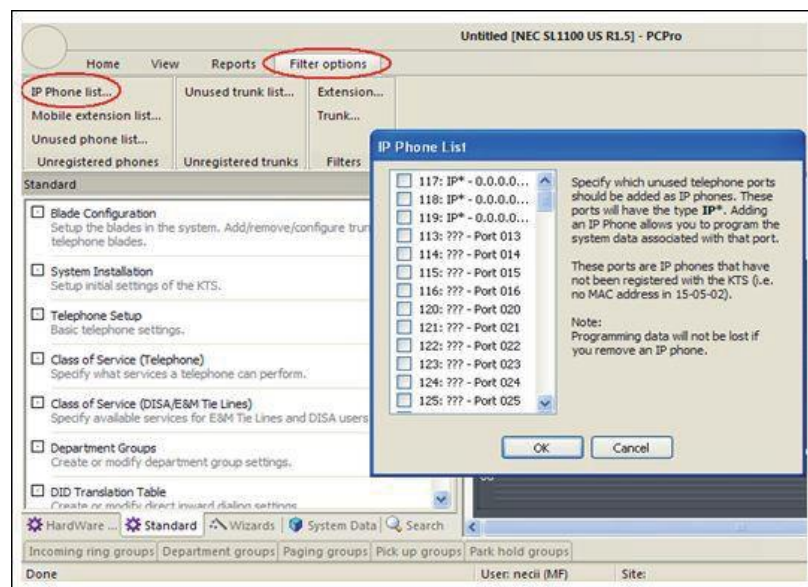 Untitled [NEC SL1100 US R1.5] - PCPro
Home View Reports Filter options
IP Phone list... Unused trunk list... Extension...
Mobile extension list... Trunk...
Unused phone list...
Unregistered phones Unregistered trunks Filters
Standard
Blade Configuration
Setup the blades in the system. Add/remove/configure trun
telephone blades.
System Installation
Setup initial settings of the KTS.
Telephone Setup
Basic telephone settings.
Class of Service (Telephone)
Specify what services a telephone can perform.
Class of Service (DISA/E&M Tie Lines)
Specify available services for E&M Tie Lines and DISA users
Department Groups
Create or modify department group settings.
DID Translation Table
Create or modify direct inward dialing settings
IP Phone List
117: IP* - 0.0.0.0...
118: IP* - 0.0.0.0...
119: IP* - 0.0.0.0...
113: ??? - Port 013
114: ??? - Port 014
115: ??? - Port 015
116: ??? - Port 016
120: ??? - Port 020
121: ??? - Port 021
122: ??? - Port 022
123: ??? - Port 023
124: ??? - Port 024
125: ??? - Port 025
Specify which unused telephone ports
should be added as IP phones. These
ports will have the type IP*. Adding
an IP Phone allows you to program the
system data associated with that port.
These ports are IP phones that have
not been registered with the KTS (i.e.
no MAC address in 15-05-02).
Note:
Programming data will not be lost if
you remove an IP phone.
OK Cancel
HardWare ... Standard Wizards System Data Search
Incoming ring groups Department groups Paging groups Pick up groups Park hold groups
Done User: necii (MF) Site: